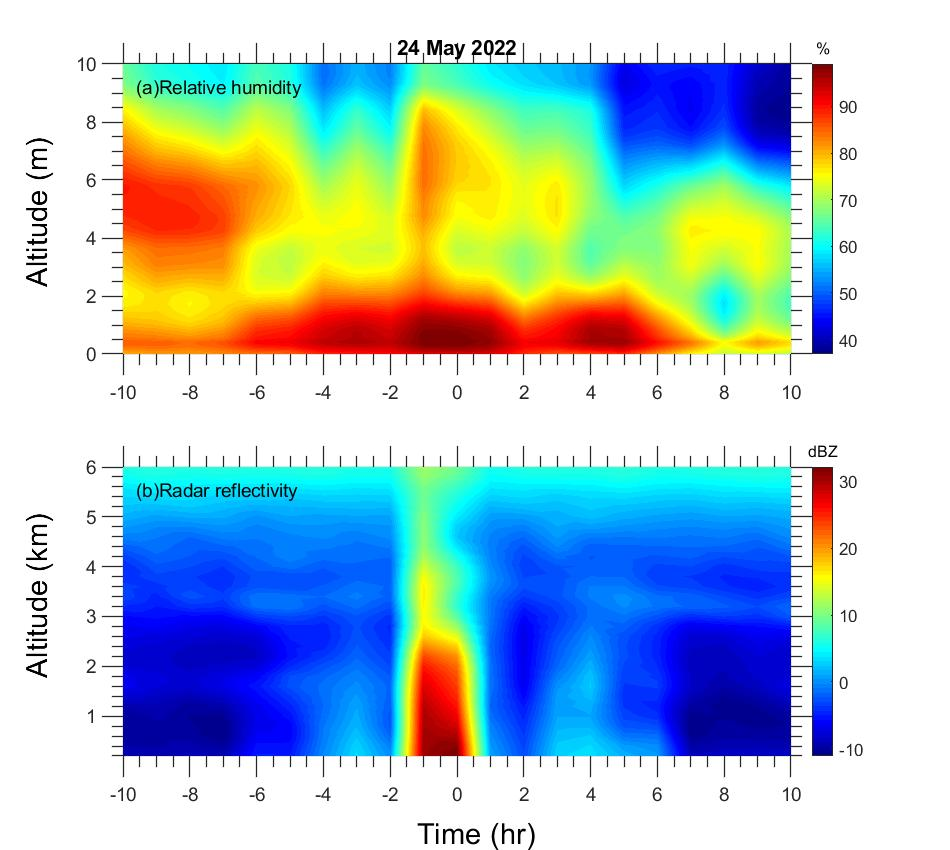 24 May 2022
%
(a)Relative humidity
Altitude (m)
10
8
6
4
2
0
90
80
70
60
50
40
-10 -8 -6 -4 -2 0 2 4 6 8 10
dBZ
(b)Radar reflectivity
Altitude (km)
6
5
4
3
2
1
30
20
10
0
-10
-10 -8 -6 -4 -2 0 2 4 6 8 10
Time (hr)